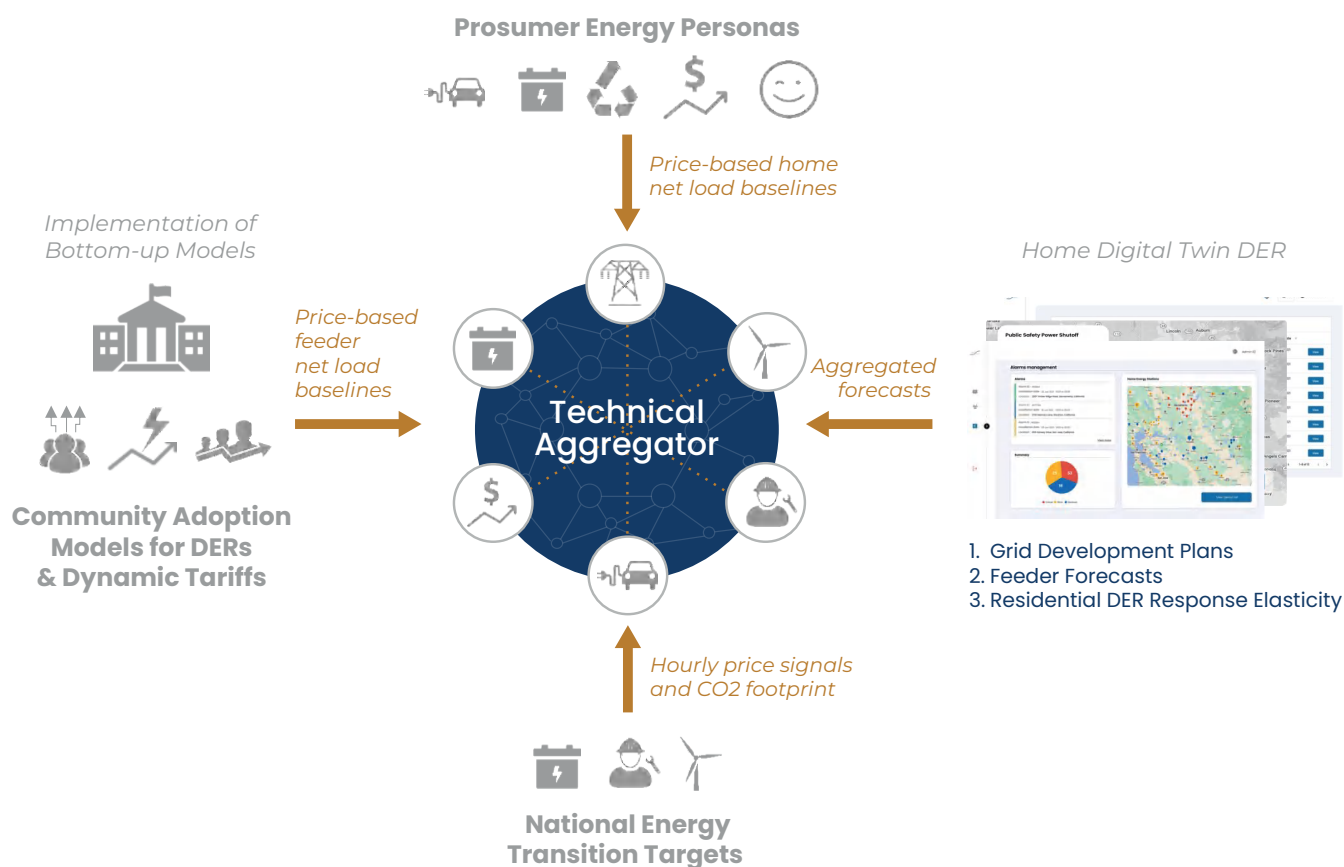 Prosumer Energy Personas
$
Price-based home
net load baselines
Implementation of
Bottom-up Models
Price-based
feeder
net load
baselines
Community Adoption
Models for DERs
& Dynamic Tariffs
Technical
Aggregator
$
Aggregated
forecasts
Home Digital Twin DER
Public Safety Power Shutoff
Alarms management
1. Grid Development Plans
2. Feeder Forecasts
3. Residential DER Response Elasticity
Hourly price signals
and CO2 footprint
National Energy
Transition Targets